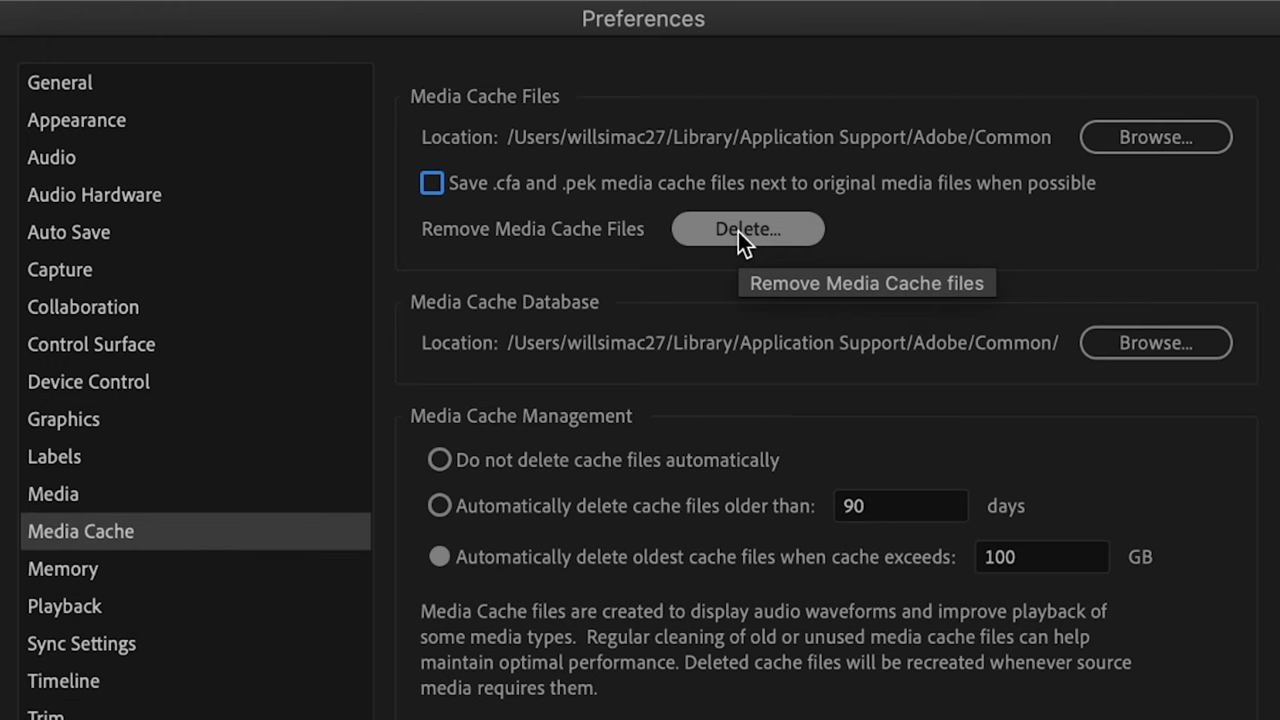 Preferences
General
Appearance
Audio
Audio Hardware
Auto Save
Capture
Collaboration
Control Surface
Device Control
Graphics
Labels
Media
Media Cache
Memory
Playback
Sync Settings
Timeline
Trim
Media Cache Files
Location: /Users/willsimac27/Library/Application Support/Adobe/Common
Browse...
Save .cfa and .pek media cache files next to original media files when possible
Remove Media Cache Files
Delete...
Remove Media Cache files
Media Cache Database
Location: /Users/willsimac27/Library/Application Support/Adobe/Common/
Browse...
Media Cache Management
Do not delete cache files automatically
Automatically delete cache files older than: 90 days
Automatically delete oldest cache files when cache exceeds: 100 GB
Media Cache files are created to display audio waveforms and improve playback of
some media types. Regular cleaning of old or unused media cache files can help
maintain optimal performance. Deleted cache files will be recreated whenever source
media requires them.